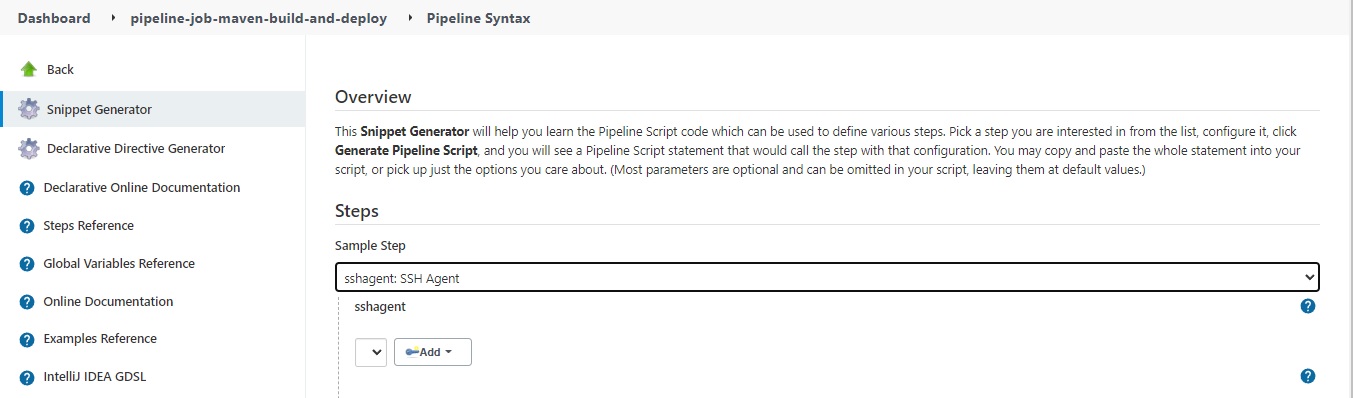 Dashboard pipeline-job-maven-build-and-deploy Pipeline Syntax
Back
Snippet Generator
Declarative Directive Generator
Declarative Online Documentation
Steps Reference
Global Variables Reference
Online Documentation
Examples Reference
IntelliJ IDEA GDSL
Overview
This Snippet Generator will help you learn the Pipeline Script code which can be used to define various steps. Pick a step you are interested in from the list, configure it, click
Generate Pipeline Script, and you will see a Pipeline Script statement that would call the step with that configuration. You may copy and paste the whole statement into your
script, or pick up just the options you care about. (Most parameters are optional and can be omitted in your script, leaving them at default values.)
Steps
Sample Step
sshagent: SSH Agent
sshagent
Add